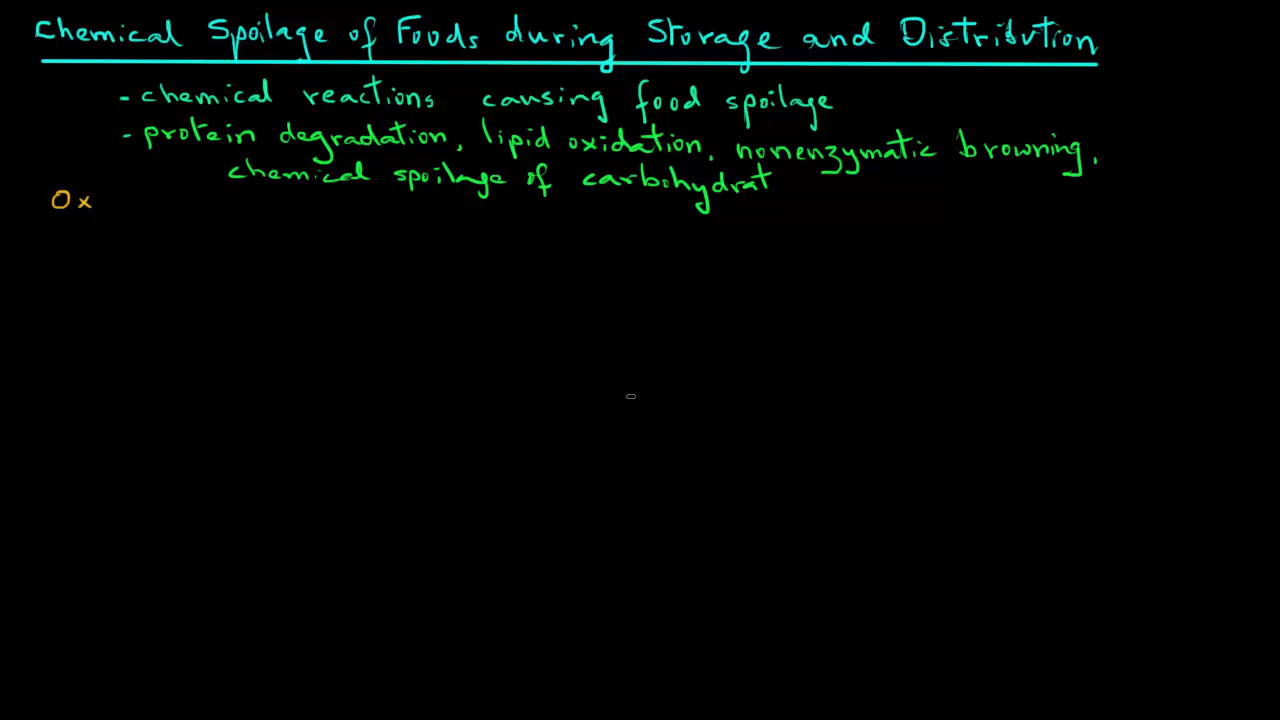 Chemical Spoilage of Foods during Storage and Distribution
- chemical reactions causing food spoilage
- protein degradation, lipid oxidation, nonenzymatic browning,
chemical spoilage of carbohydrat
Ox